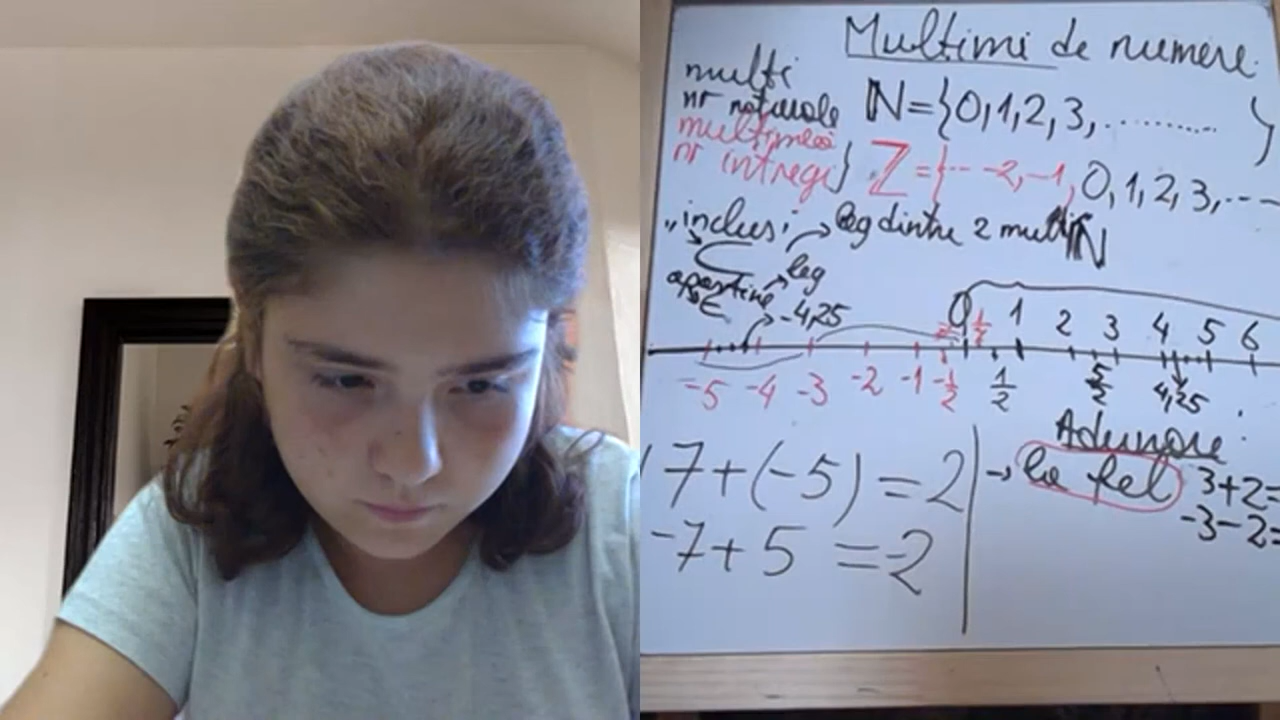 Multimi de numere
multi
nr naturale N={0,1,2,3,.......... }
multimea
nr intregi } Z={--- -2,-1, 0,1,2,3,---
"inclus" → leg dintre 2 multimi N
⊂
apartine → leg
∈
-4,25
0 1 2 3 4 5 6
-5 -4 -3 -2 -1 -1/2 1/2 5/2 4,25
7+(-5)=2
-7+5=-2
Adunare:
→ la fel 3+2=
-3-2=